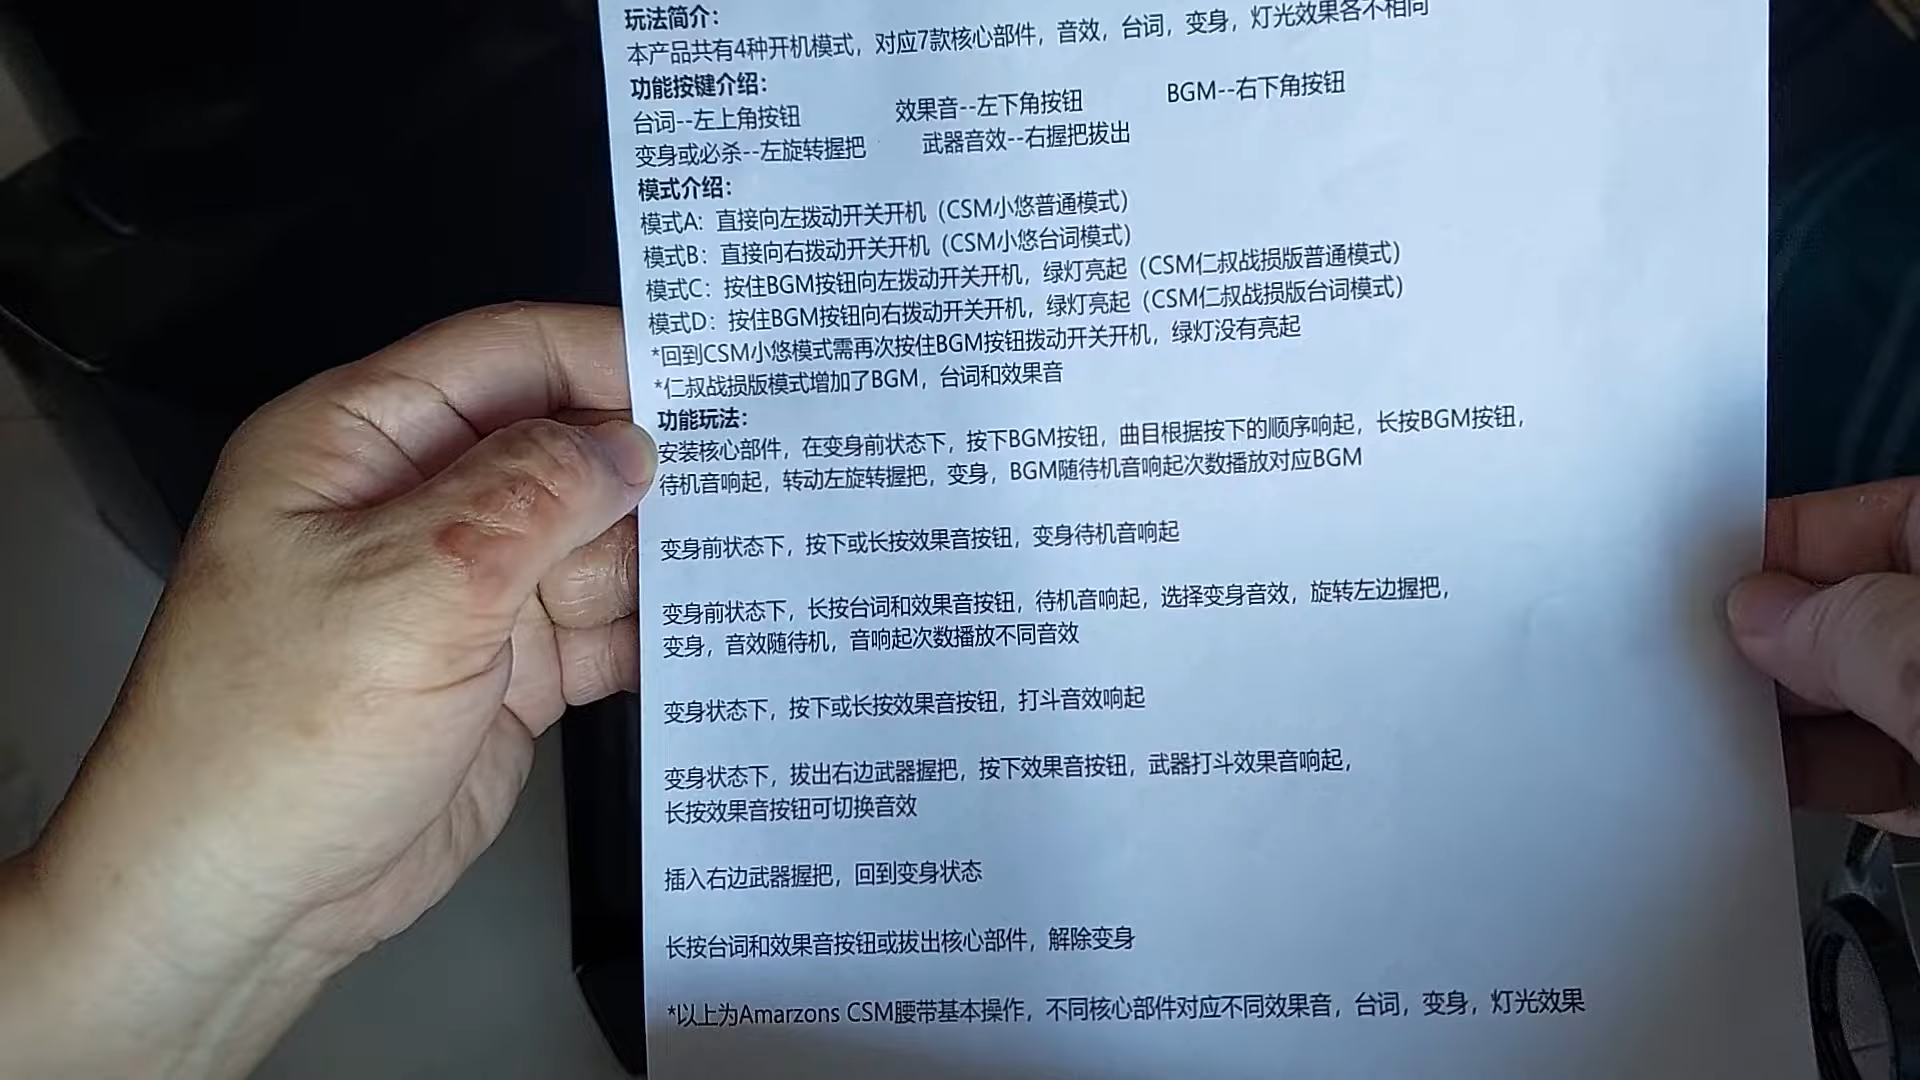 玩法简介：
本产品共有4种开机模式，对应7款核心部件，音效，台词，变身，灯光效果各不相同
功能按键介绍：
台词--左上角按钮 效果音--左下角按钮 BGM--右下角按钮
变身或必杀--左旋转握把 武器音效--右握把拔出
模式介绍：
模式A：直接向左拨动开关开机（CSM小悠普通模式）
模式B：直接向右拨动开关开机（CSM小悠台词模式）
模式C：按住BGM按钮向左拨动开关开机，绿灯亮起（CSM仁叔战损版普通模式）
模式D：按住BGM按钮向右拨动开关开机，绿灯亮起（CSM仁叔战损版台词模式）
*回到CSM小悠模式需再次按住BGM按钮拨动开关开机，绿灯没有亮起
*仁叔战损版模式增加了BGM，台词和效果音
功能玩法：
安装核心部件，在变身前状态下，按下BGM按钮，曲目根据按下的顺序响起，长按BGM按钮，
待机音响起，转动左旋转握把，变身，BGM随待机音响起次数播放对应BGM
变身前状态下，按下或长按效果音按钮，变身待机音响起
变身前状态下，长按台词和效果音按钮，待机音响起，选择变身音效，旋转左边握把，
变身，音效随待机，音响起次数播放不同音效
变身状态下，按下或长按效果音按钮，打斗音效响起
变身状态下，拔出右边武器握把，按下效果音按钮，武器打斗效果音响起，
长按效果音按钮可切换音效
插入右边武器握把，回到变身状态
长按台词和效果音按钮或拔出核心部件，解除变身
*以上为Amarzons CSM腰带基本操作，不同核心部件对应不同效果音，台词，变身，灯光效果